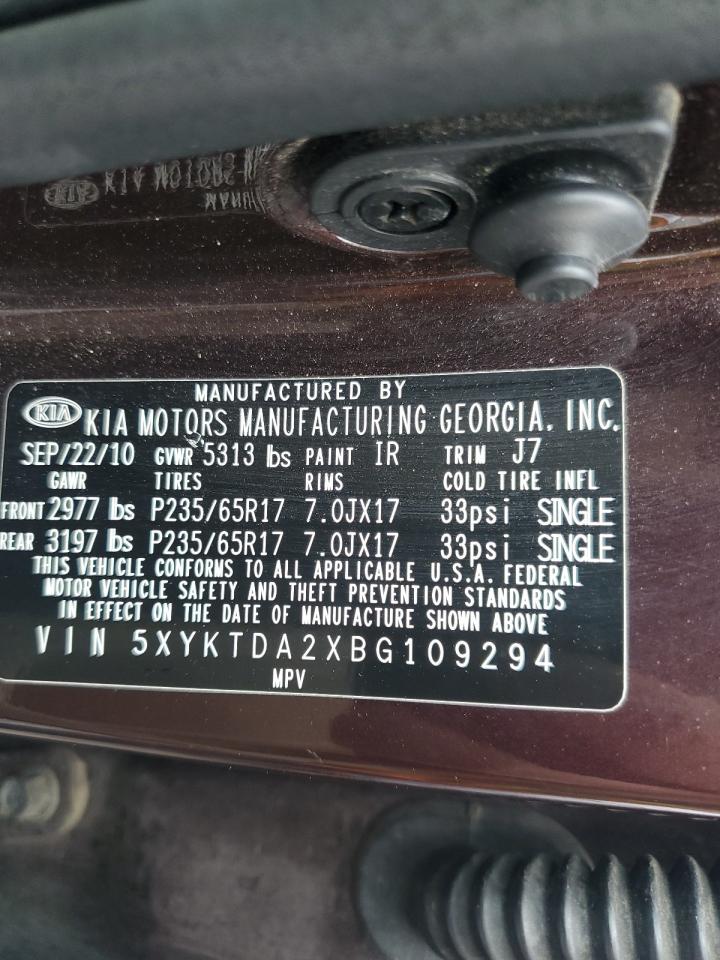 MANUFACTURED BY
KIA KIA MOTORS MANUFACTURING GEORGIA, INC.
SEP/22/10 GVWR 5313 lbs PAINT IR TRIM J7
GAWR TIRES RIMS COLD TIRE INFL
FRONT 2977 lbs P235/65R17 7.0JX17 33psi SINGLE
REAR 3197 lbs P235/65R17 7.0JX17 33psi SINGLE
THIS VEHICLE CONFORMS TO ALL APPLICABLE U.S.A. FEDERAL
MOTOR VEHICLE SAFETY AND THEFT PREVENTION STANDARDS
IN EFFECT ON THE DATE OF MANUFACTURE SHOWN ABOVE
VIN 5XYKTDA2XBG109294
MPV